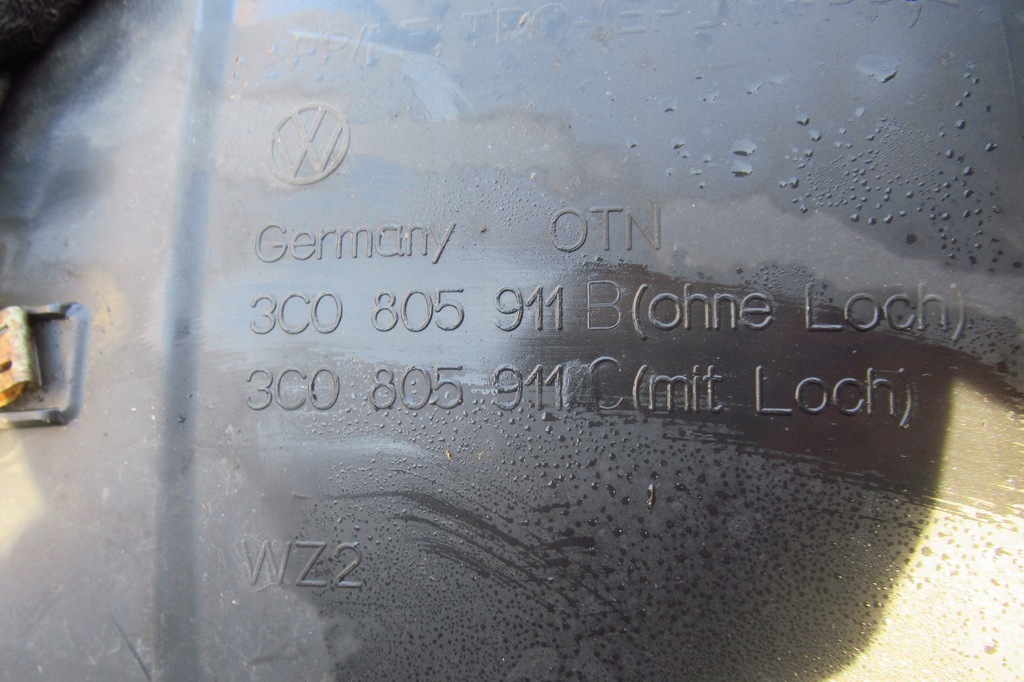 Germany OTN
3C0 805 911 B (ohne Loch)
3C0 805 911 C (mit Loch)
WZ2